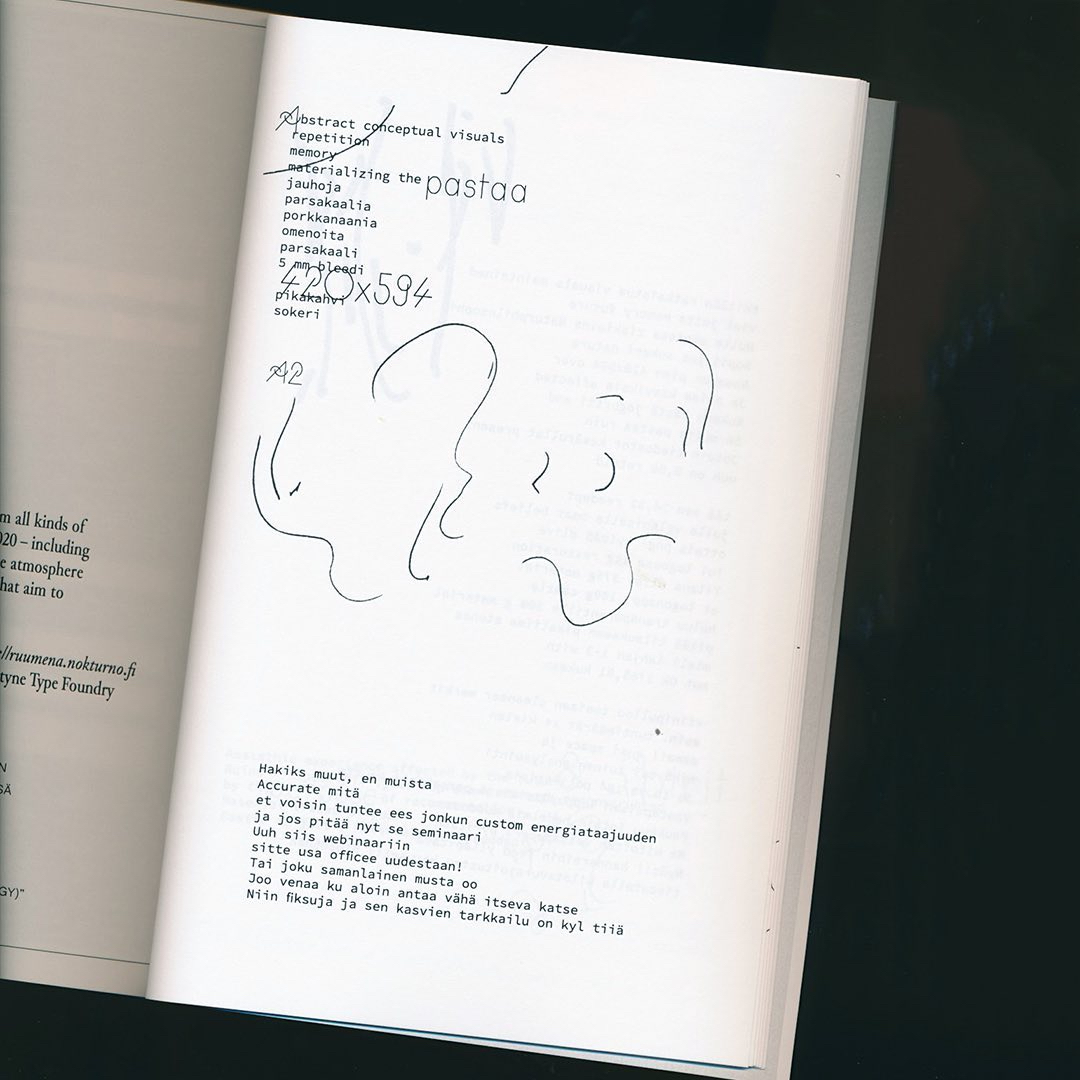 m all kinds of
020 – including
e atmosphere
hat aim to
//ruumena.nokturno.fi
tyne Type Foundry
N
SÄ
GY)"
Abstract conceptual visuals
repetition
memory
materializing the pastaa
jauhoja
parsakaalia
porkkanaania
omenoita
parsakaali
5 mm bleedi
420x594
pikakahvi
sokeri
A2
Hakiks muut, en muista
Accurate mitä
et voisin tuntee ees jonkun custom energiataajuuden
ja jos pitää nyt se seminaari
Uuh siis webinaariin
sitte usa officee uudestaan!
Tai joku samanlainen musta oo
Joo venaa ku aloin antaa vähä itseva katse
Niin fiksuja ja sen kasvien tarkkailu on kyl tiiä